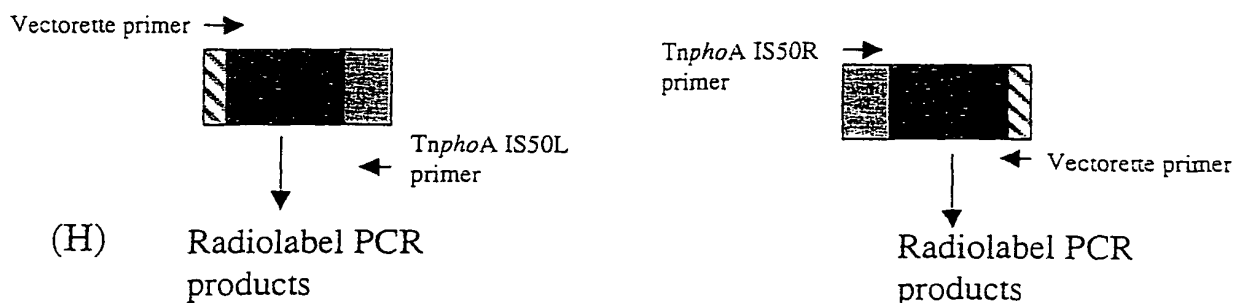 Vectorette primer
TnphoA IS50L
primer
(H) Radiolabel PCR
products
TnphoA IS50R
primer
Vectorette primer
Radiolabel PCR
products